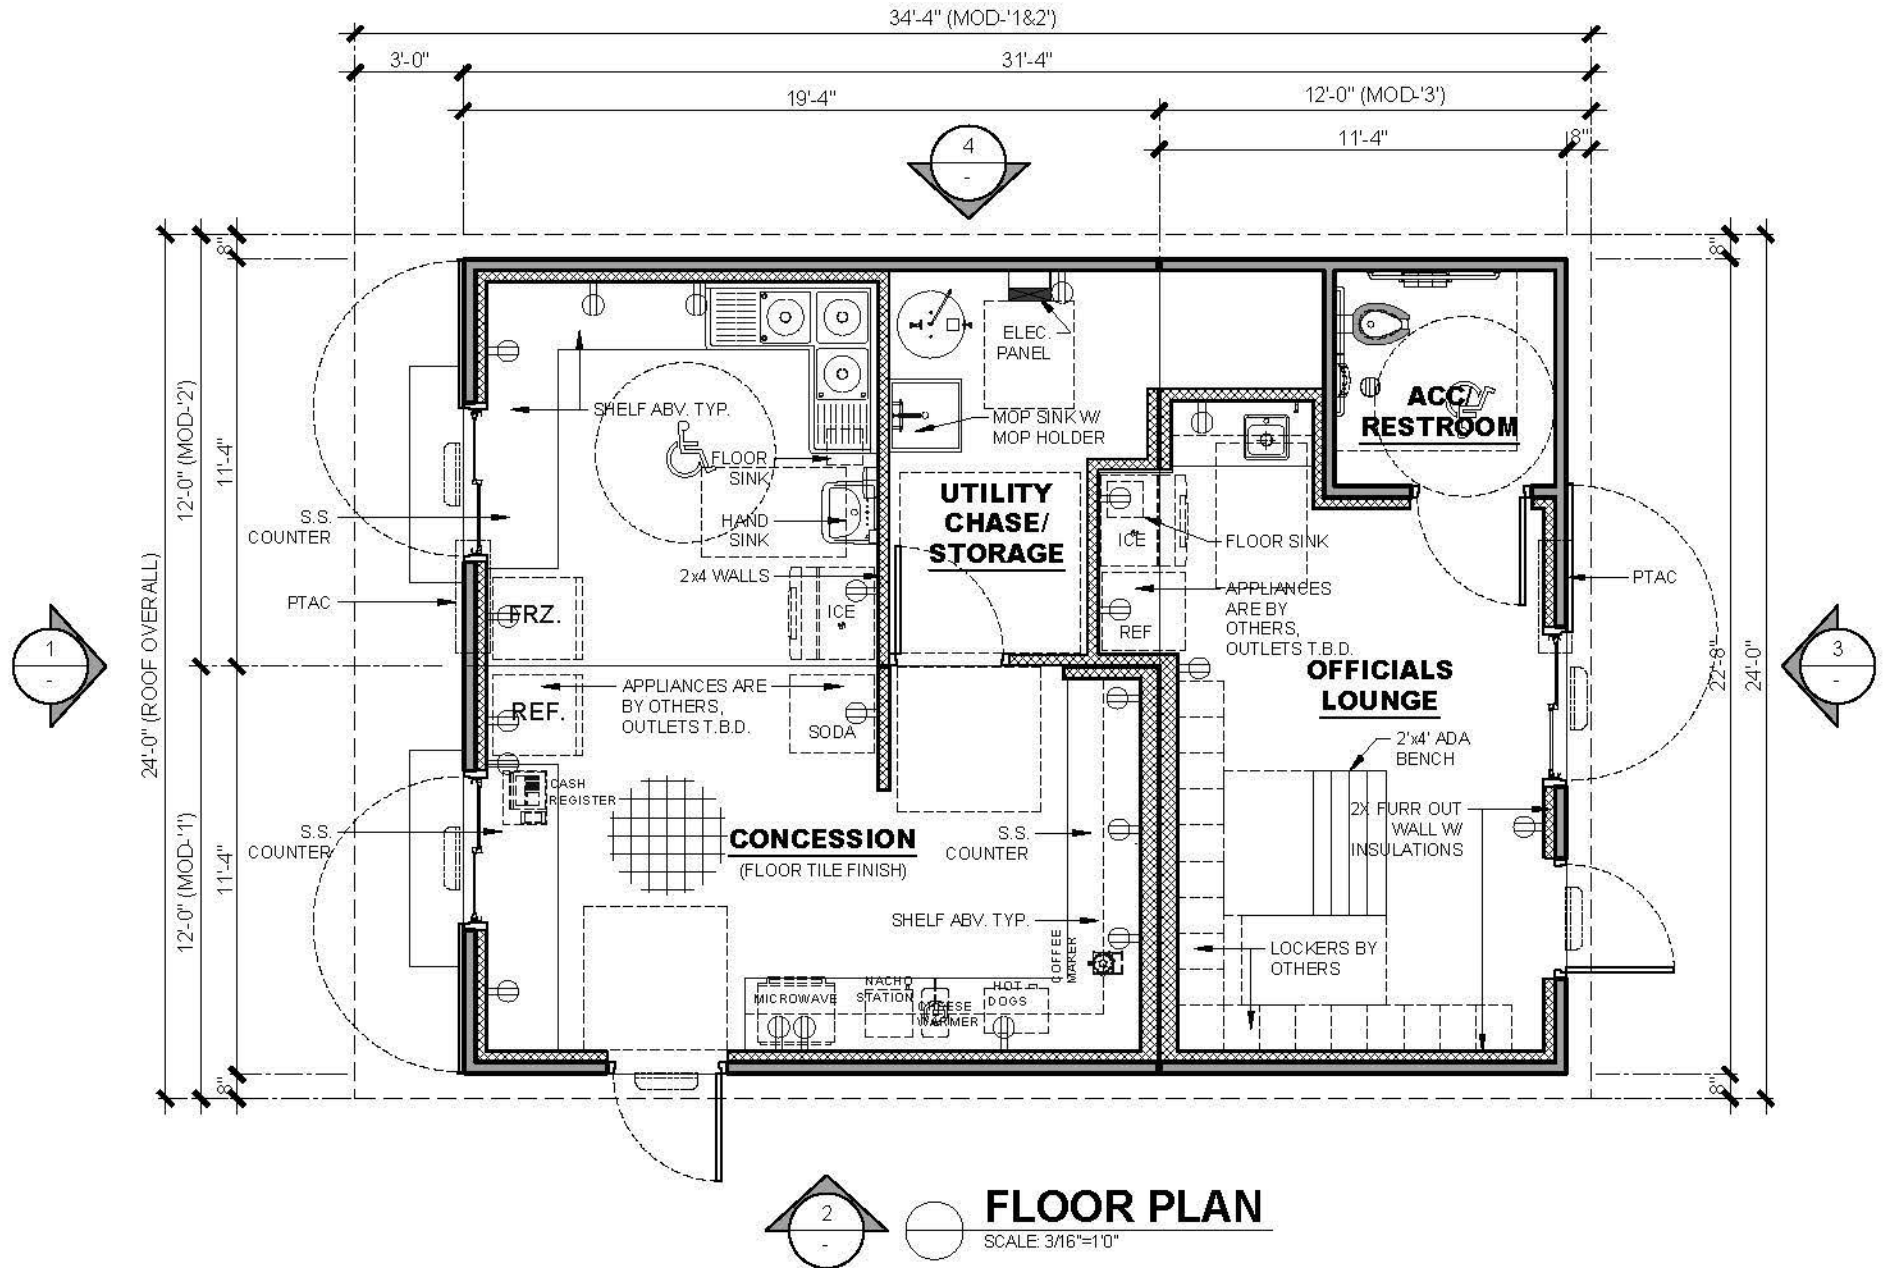 34'-4" (MOD-'1&2')
3'-0"
31'-4"
19'-4"
12'-0" (MOD-'3')
11'-4"
8"
4
-
8"
8"
ELEC.
PANEL
ACC/
RESTROOM
SHELF ABV. TYP.
MOP SINK W/
MOP HOLDER
12'-0" (MOD-'2')
11'-4"
FLOOR
SINK
UTILITY
CHASE/
STORAGE
S.S.
COUNTER
HAND
SINK
ICE
FLOOR SINK
2x4 WALLS
PTAC
PTAC
FRZ.
ICE
REF
APPLIANCES
ARE BY
OTHERS,
OUTLETS T.B.D.
1
-
3
-
24'-0" (ROOF OVERALL)
22'-8"
24'-0"
OFFICIALS
LOUNGE
REF.
APPLIANCES ARE
BY OTHERS,
OUTLETS T.B.D.
SODA
2'x4' ADA
BENCH
CASH
REGISTER
S.S.
COUNTER
CONCESSION
(FLOOR TILE FINISH)
S.S.
COUNTER
2X FURR OUT
WALL W/
INSULATIONS
12'-0" (MOD-'1')
11'-4"
SHELF ABV. TYP.
COFFEE
MAKER
LOCKERS BY
OTHERS
MICROWAVE
NACHO
STATION
CHEESE
WARMER
HOT
DOGS
8"
8"
2
-
FLOOR PLAN
SCALE: 3/16"=1'0"